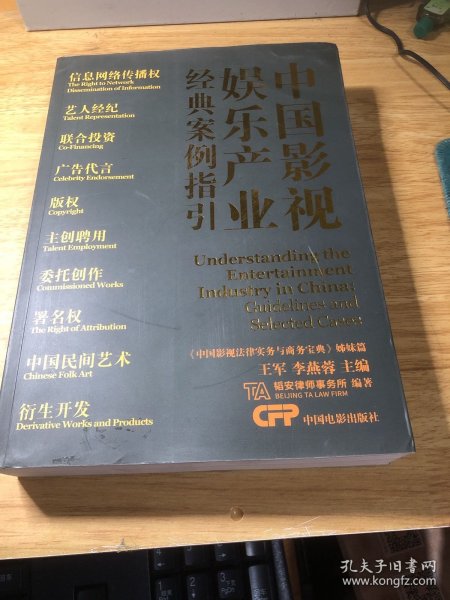 信息网络传播权
The Right to Network
Dissemination of Information
艺人经纪
Talent Representation
联合投资
Co-Financing
广告代言
Celebrity Endorsement
版权
Copyright
主创聘用
Talent Employment
委托创作
Commissioned Works
署名权
The Right of Attribution
中国民间艺术
Chinese Folk Art
衍生开发
Derivative Works and Products
中国影视
娱乐产业
经典案例指引
Understanding the
Entertainment
Industry in China:
Guidelines and
Selected Cases
《中国影视法律实务与商务宝典》姊妹篇
王军 李燕蓉 主编
TA 韬安律师事务所 编著
BEIJING TA LAW FIRM
CFP 中国电影出版社
孔夫子旧书网
www.kongfz.com